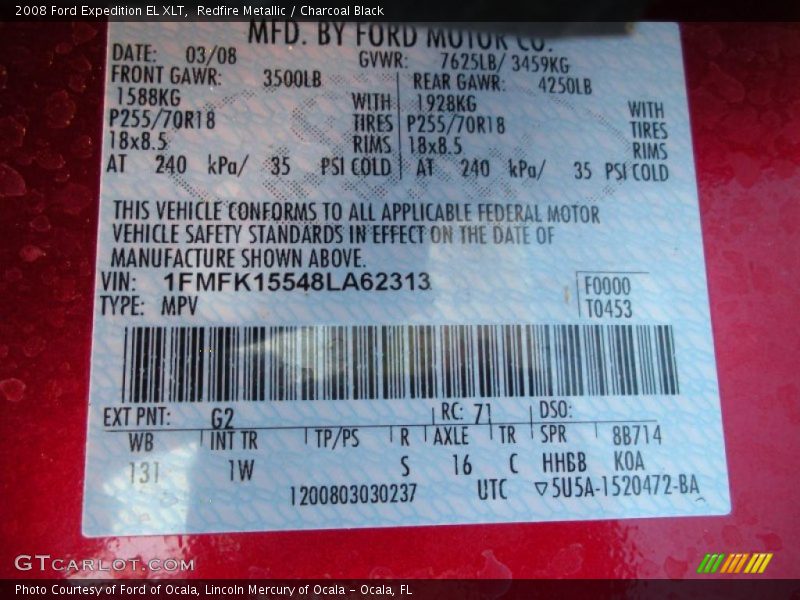 2008 Ford Expedition EL XLT, Redfire Metallic / Charcoal Black
MFD. BY FORD MOTOR CO.
DATE: 03/08 GVWR: 7625LB/ 3459KG
FRONT GAWR: 3500LB REAR GAWR: 4250LB
1588KG WITH 1928KG WITH
P255/70R18 TIRES P255/70R18 TIRES
18x8.5 RIMS 18x8.5 RIMS
AT 240 kPa/ 35 PSI COLD AT 240 kPa/ 35 PSI COLD
THIS VEHICLE CONFORMS TO ALL APPLICABLE FEDERAL MOTOR
VEHICLE SAFETY STANDARDS IN EFFECT ON THE DATE OF
MANUFACTURE SHOWN ABOVE.
VIN: 1FMFK15548LA62313 F0000
TYPE: MPV T0453
EXT PNT: G2 RC: 71 DSO:
WB INT TR TP/PS R AXLE TR SPR 8B714
131 1W S 16 C HHBB KOA
1200803030237 UTC ▽5U5A-1520472-BA
GTCARLOT.COM
Photo Courtesy of Ford of Ocala, Lincoln Mercury of Ocala - Ocala, FL